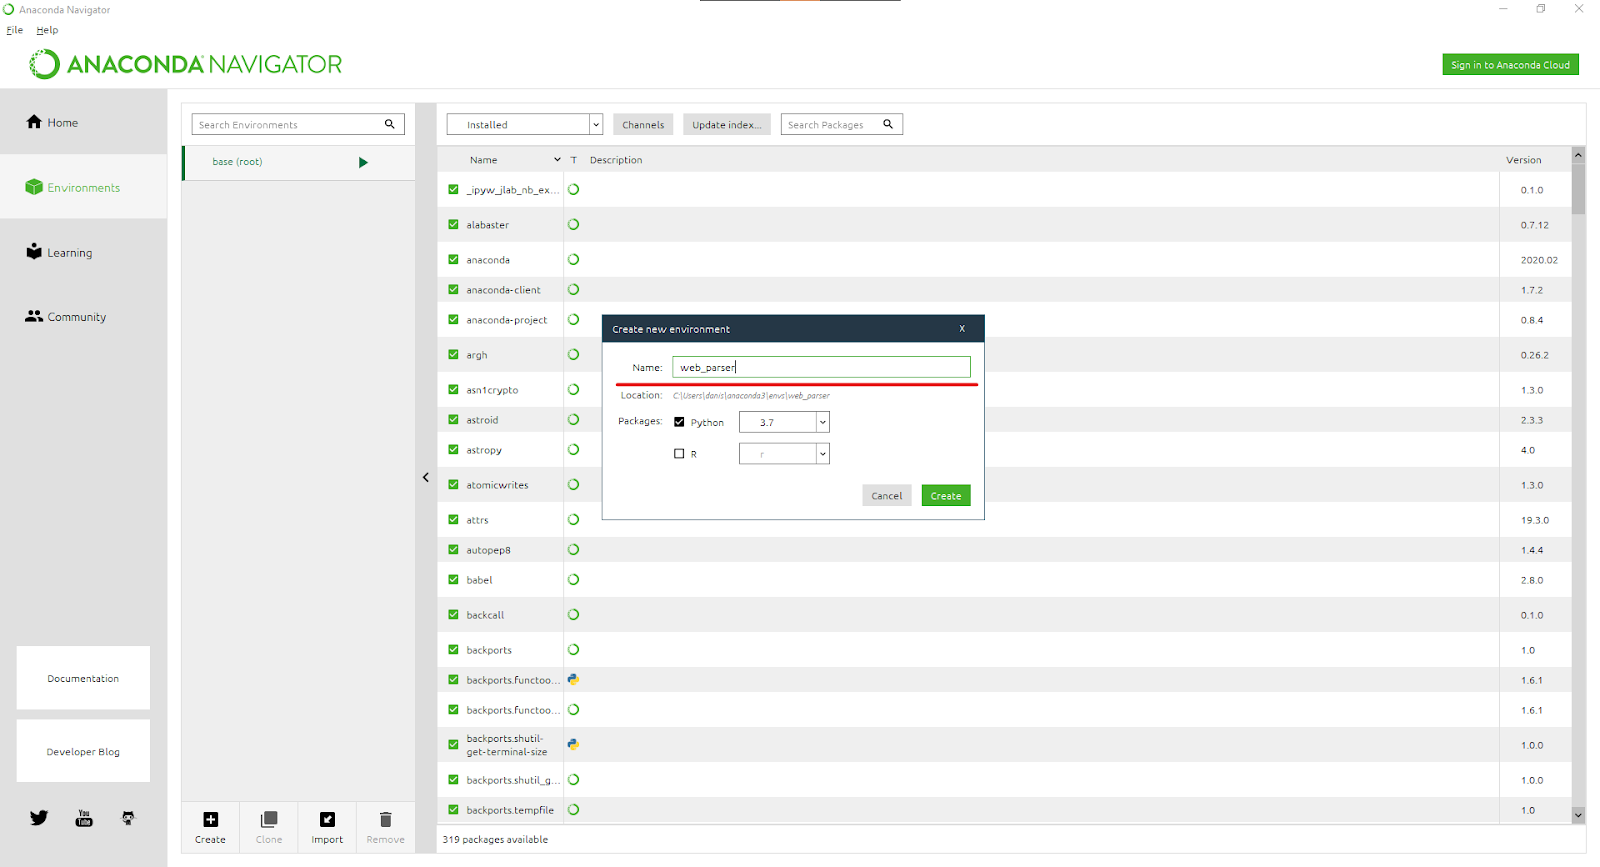 Anaconda Navigator
File Help
ANACONDA NAVIGATOR
Sign in to Anaconda Cloud
Home
Environments
Learning
Community
Documentation
Developer Blog
You
Tube
Search Environments
base (root)
Create Clone Import Remove
Installed Channels Update index... Search Packages
Name T Description Version
_ipyw_jlab_nb_ex... 0.1.0
alabaster 0.7.12
anaconda 2020.02
anaconda-client 1.7.2
anaconda-project 0.8.4
argh 0.26.2
asn1crypto 1.3.0
astroid 2.3.3
astropy 4.0
atomicwrites 1.3.0
attrs 19.3.0
autopep8 1.4.4
babel 2.8.0
backcall 0.1.0
backports 1.0
backports.functoo... 1.6.1
backports.functoo... 1.6.1
backports.shutil-
get-terminal-size 1.0.0
backports.shutil_g... 1.0.0
backports.tempfile 1.0
319 packages available
Create new environment X
Name: web_parser
Location: C:\Users\danis\anaconda3\envs\web_parser
Packages: Python 3.7
R r
Cancel Create